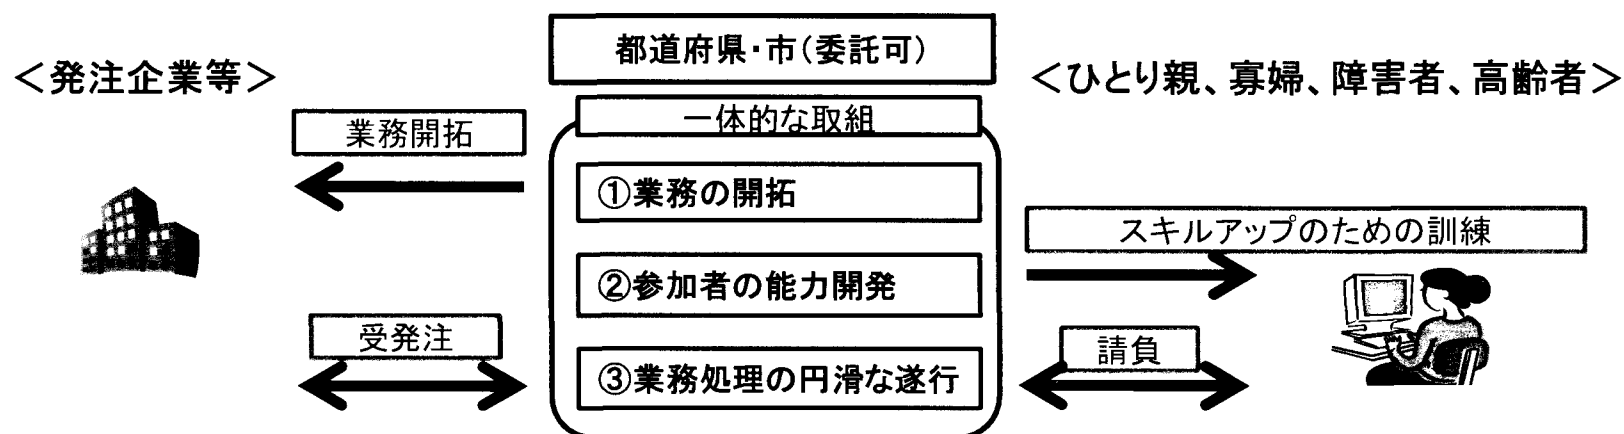 都道府県・市(委託可)
＜発注企業等＞
＜ひとり親、寡婦、障害者、高齢者＞
一体的な取組
業務開拓
①業務の開拓
スキルアップのための訓練
②参加者の能力開発
受発注
請負
③業務処理の円滑な遂行